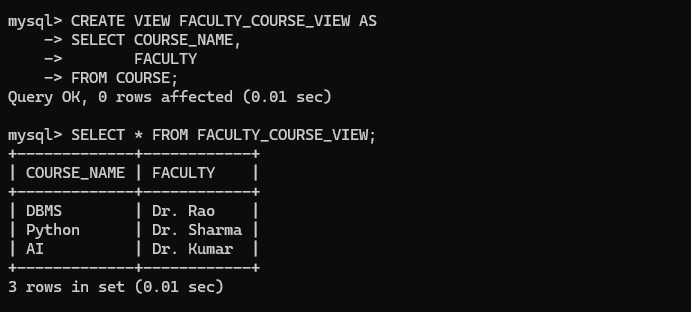 mysql> CREATE VIEW FACULTY_COURSE_VIEW AS
    -> SELECT COURSE_NAME,
    ->        FACULTY
    -> FROM COURSE;
Query OK, 0 rows affected (0.01 sec)

mysql> SELECT * FROM FACULTY_COURSE_VIEW;
+-------------+------------+
| COURSE_NAME | FACULTY    |
+-------------+------------+
| DBMS        | Dr. Rao    |
| Python      | Dr. Sharma |
| AI          | Dr. Kumar  |
+-------------+------------+
3 rows in set (0.01 sec)